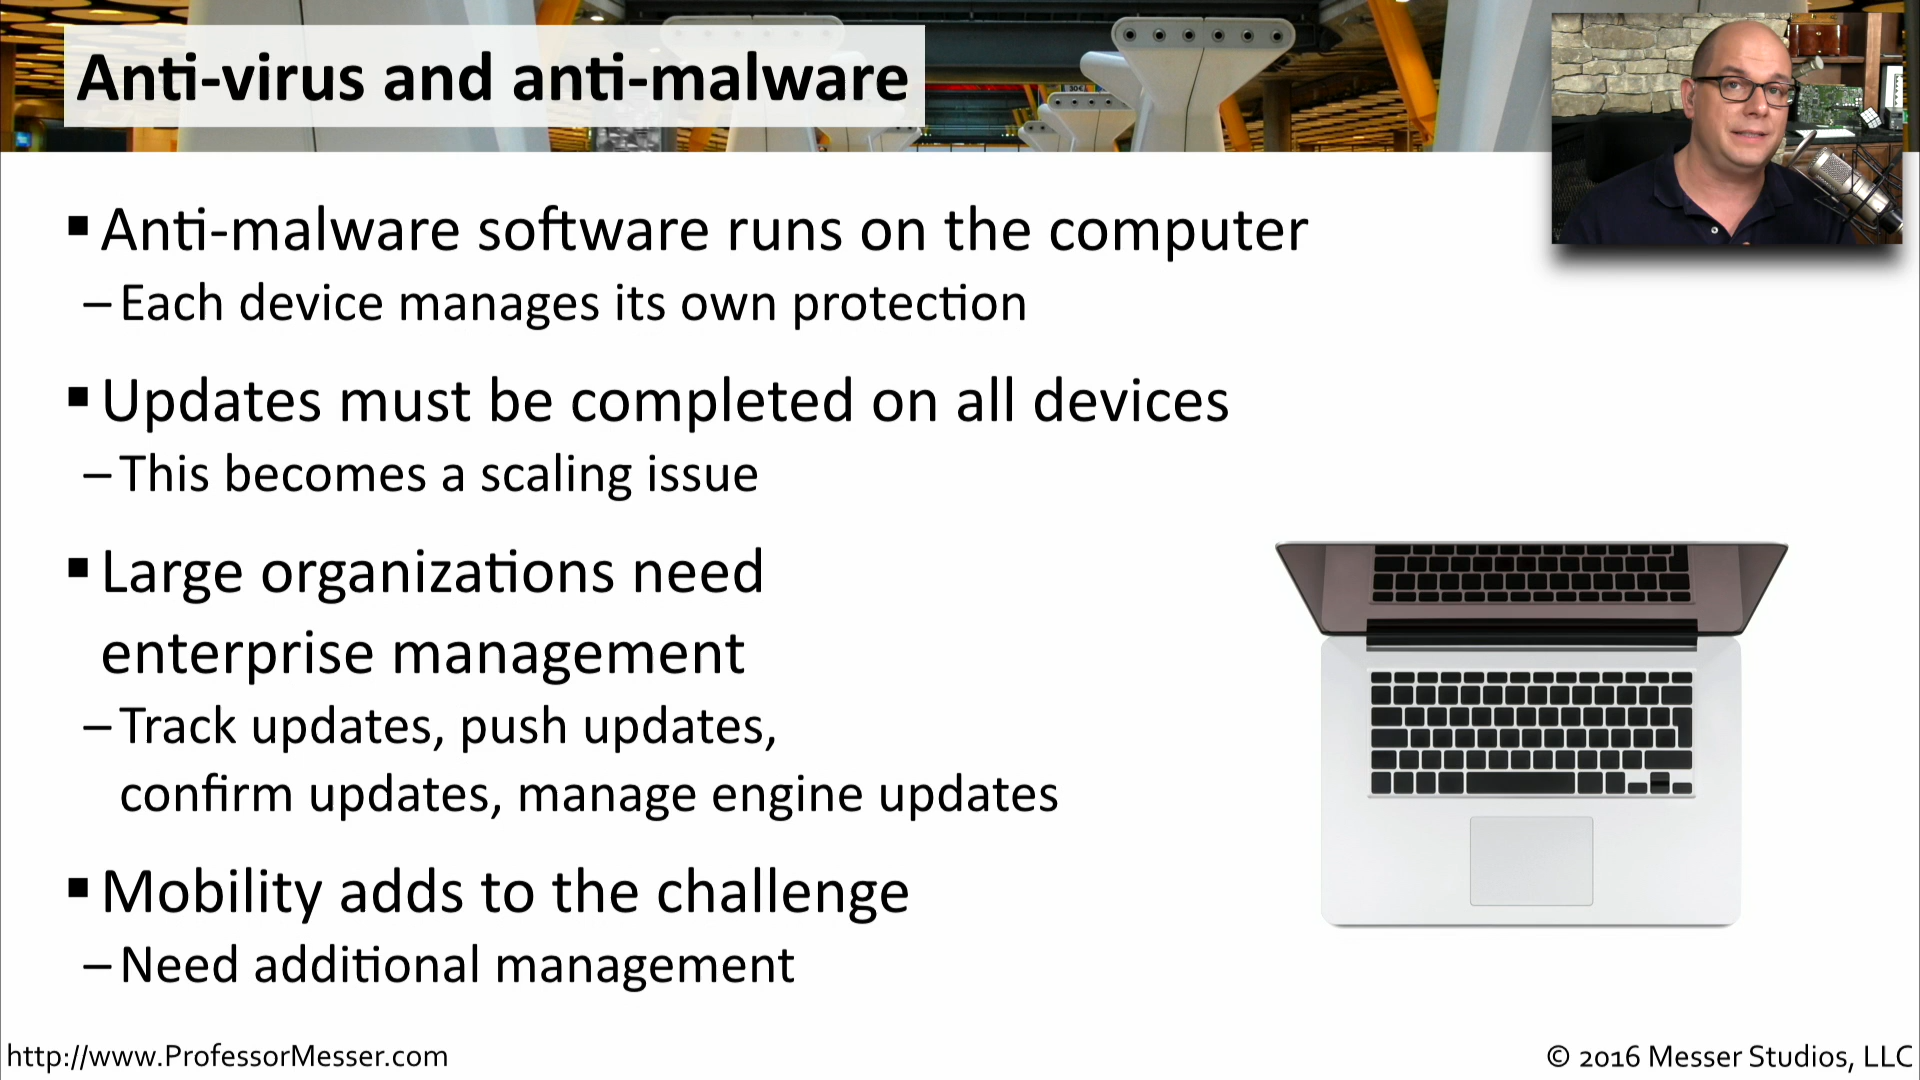 Anti-virus and anti-malware
▪ Anti-malware software runs on the computer
– Each device manages its own protection
▪ Updates must be completed on all devices
– This becomes a scaling issue
▪ Large organizations need
enterprise management
– Track updates, push updates,
confirm updates, manage engine updates
▪ Mobility adds to the challenge
– Need additional management
http://www.ProfessorMesser.com
© 2016 Messer Studios, LLC